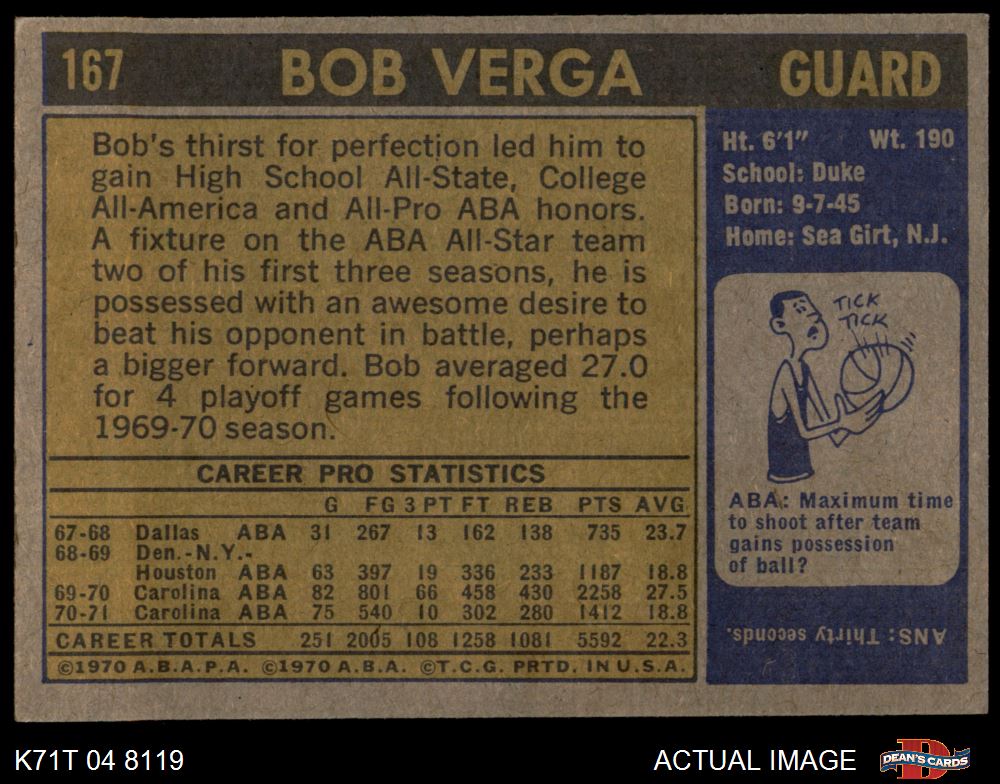 167 BOB VERGA GUARD
Bob's thirst for perfection led him to
gain High School All-State, College
All-America and All-Pro ABA honors.
A fixture on the ABA All-Star team
two of his first three seasons, he is
possessed with an awesome desire to
beat his opponent in battle, perhaps
a bigger forward. Bob averaged 27.0
for 4 playoff games following the
1969-70 season.
CAREER PRO STATISTICS
G FG 3 PT FT REB PTS AVG
67-68 Dallas ABA 31 267 13 162 138 735 23.7
68-69 Den.-N.Y.-
Houston ABA 63 397 19 336 233 1187 18.8
69-70 Carolina ABA 82 801 66 458 430 2258 27.5
70-71 Carolina ABA 75 540 10 302 280 1412 18.8
CAREER TOTALS 251 2005 108 1258 1081 5592 22.3
©1970 A.B.A.P.A. ©1970 A.B.A. ©T.C.G. PRTD. IN U.S.A.
Ht. 6'1" Wt. 190
School: Duke
Born: 9-7-45
Home: Sea Girt, N.J.
TICK
TICK
ABA: Maximum time
to shoot after team
gains possession
of ball?
ANS: Thirty seconds.
K71T 04 8119 ACTUAL IMAGE DEAN'S CARDS